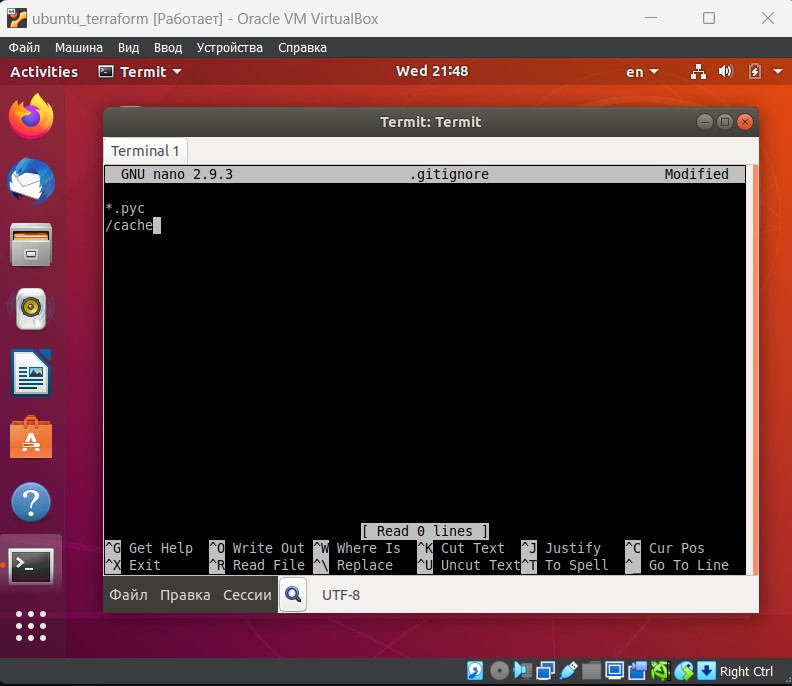 ubuntu_terraform [Работает] - Oracle VM VirtualBox
Файл Машина Вид Ввод Устройства Справка
Activities Termit Wed 21:48 en
Termit: Termit
Terminal 1
GNU nano 2.9.3 .gitignore Modified
*.pyc
/cache
[ Read 0 lines ]
^G Get Help ^O Write Out ^W Where Is ^K Cut Text ^J Justify ^C Cur Pos
^X Exit ^R Read File ^\ Replace ^U Uncut Text ^T To Spell ^_ Go To Line
Файл Правка Сессии UTF-8
Right Ctrl